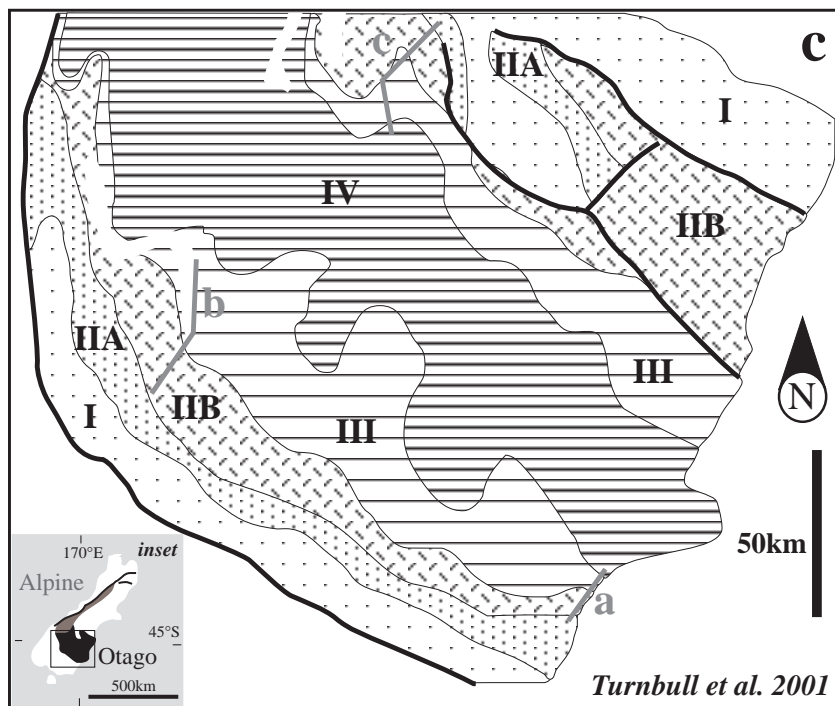 c
c
IIA
I
IV
IIB
b
IIA
IIB
III
I
III
N
50km
a
170°E
inset
Alpine
45°S
Otago
500km
Turnbull et al. 2001